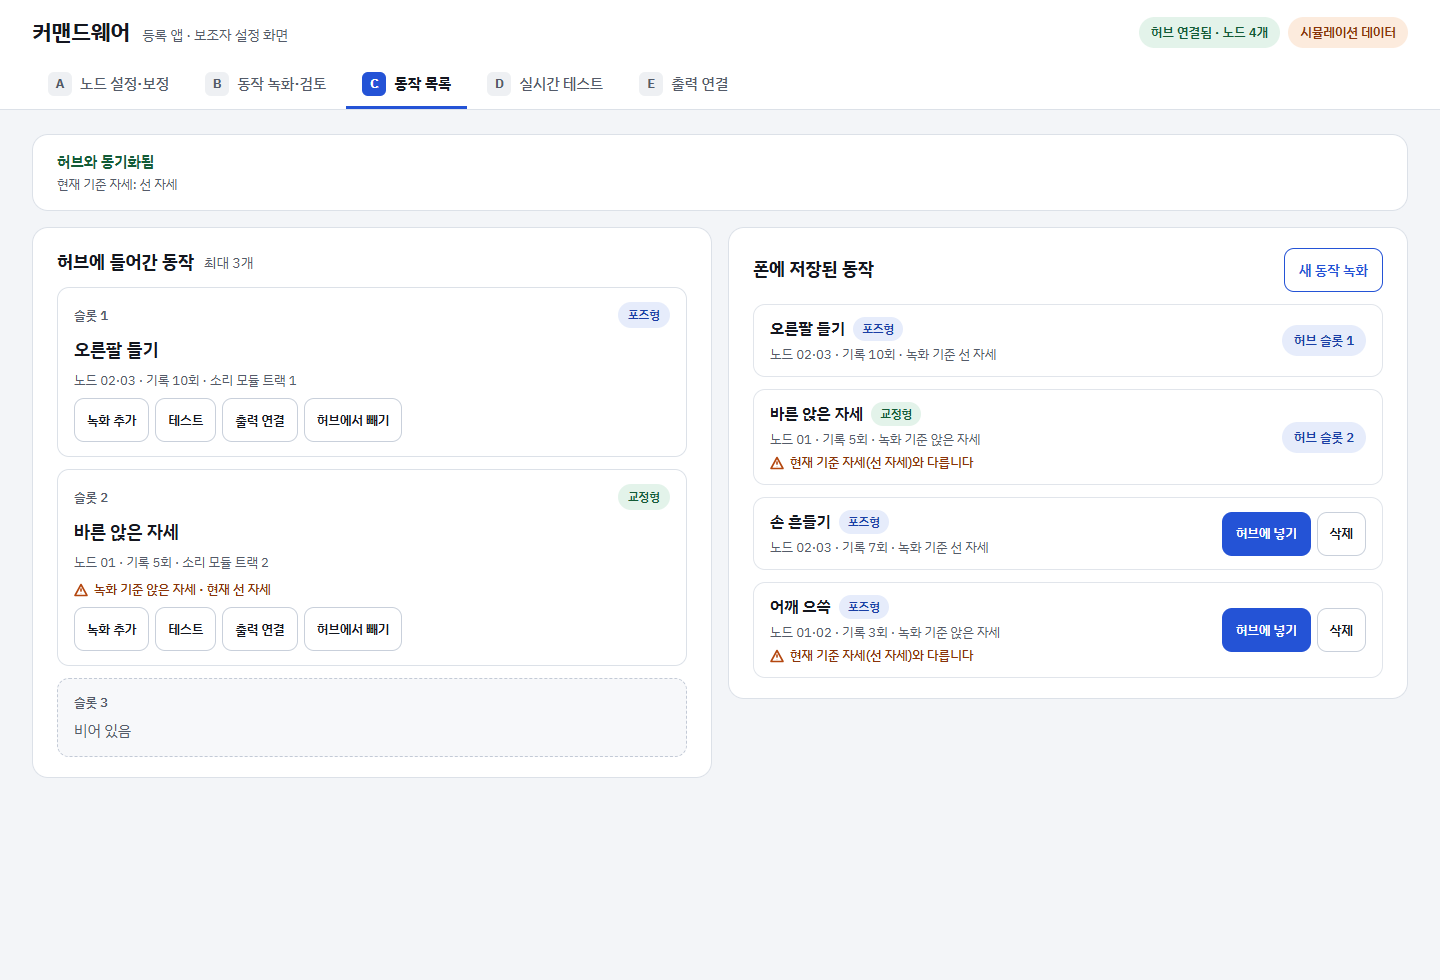 커맨드웨어 등록 앱 · 보조자 설정 화면
허브 연결됨 · 노드 4개
시뮬레이션 데이터
A 노드 설정·보정
B 동작 녹화·검토
C 동작 목록
D 실시간 테스트
E 출력 연결
허브와 동기화됨
현재 기준 자세: 선 자세
허브에 들어간 동작 최대 3개
슬롯 1
포즈형
오른팔 들기
노드 02·03 · 기록 10회 · 소리 모듈 트랙 1
녹화 추가
테스트
출력 연결
허브에서 빼기
슬롯 2
교정형
바른 앉은 자세
노드 01 · 기록 5회 · 소리 모듈 트랙 2
녹화 기준 앉은 자세 · 현재 선 자세
녹화 추가
테스트
출력 연결
허브에서 빼기
슬롯 3
비어 있음
폰에 저장된 동작
새 동작 녹화
오른팔 들기 포즈형
노드 02·03 · 기록 10회 · 녹화 기준 선 자세
허브 슬롯 1
바른 앉은 자세 교정형
노드 01 · 기록 5회 · 녹화 기준 앉은 자세
현재 기준 자세(선 자세)와 다릅니다
허브 슬롯 2
손 흔들기 포즈형
노드 02·03 · 기록 7회 · 녹화 기준 선 자세
허브에 넣기
삭제
어깨 으쓱 포즈형
노드 01·02 · 기록 3회 · 녹화 기준 앉은 자세
현재 기준 자세(선 자세)와 다릅니다
허브에 넣기
삭제